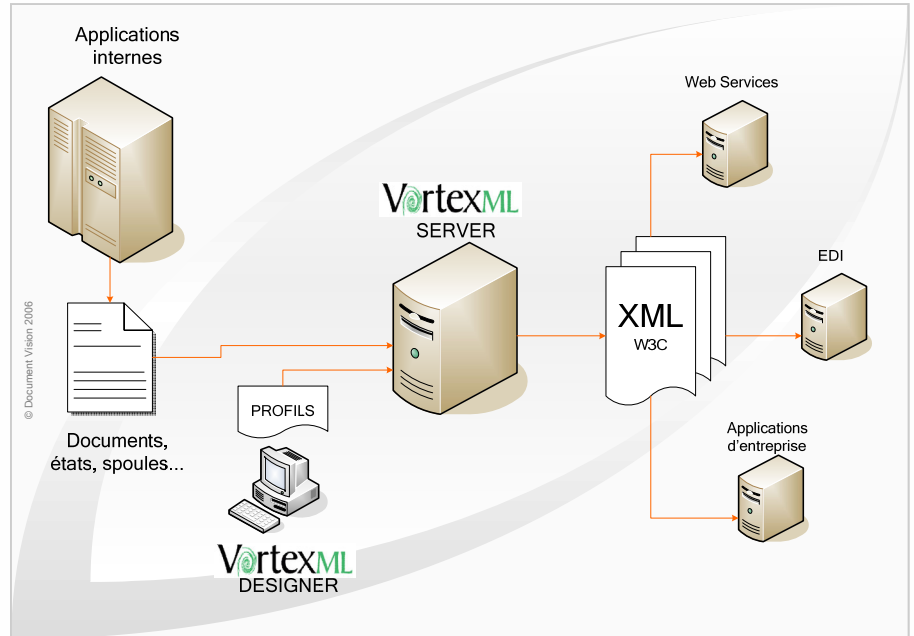 Applications
internes
Web Services
VortexML
SERVER
EDI
XML
W3C
© Document Vision 2006
PROFILS
Applications
d'entreprise
Documents,
états, spoules...
VortexML
DESIGNER